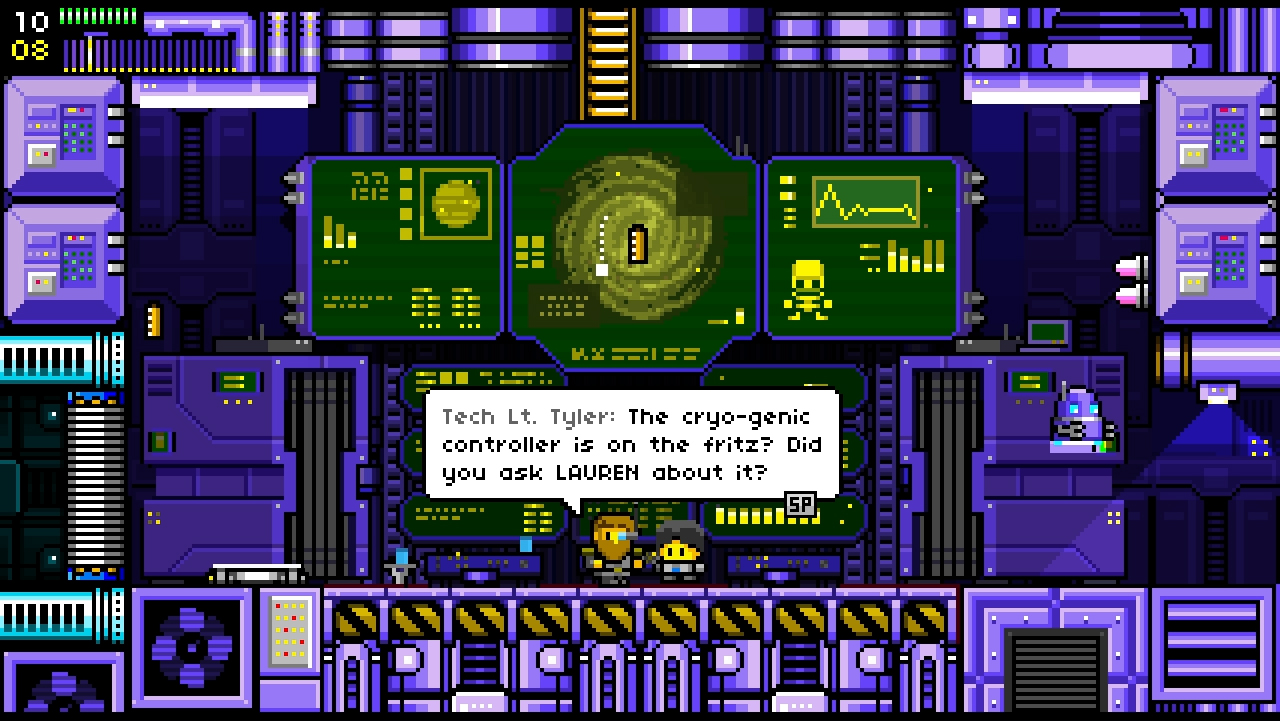 10
08
Tech Lt. Tyler: The cryo-genic
controller is on the fritz? Did
you ask LAUREN about it?
SP